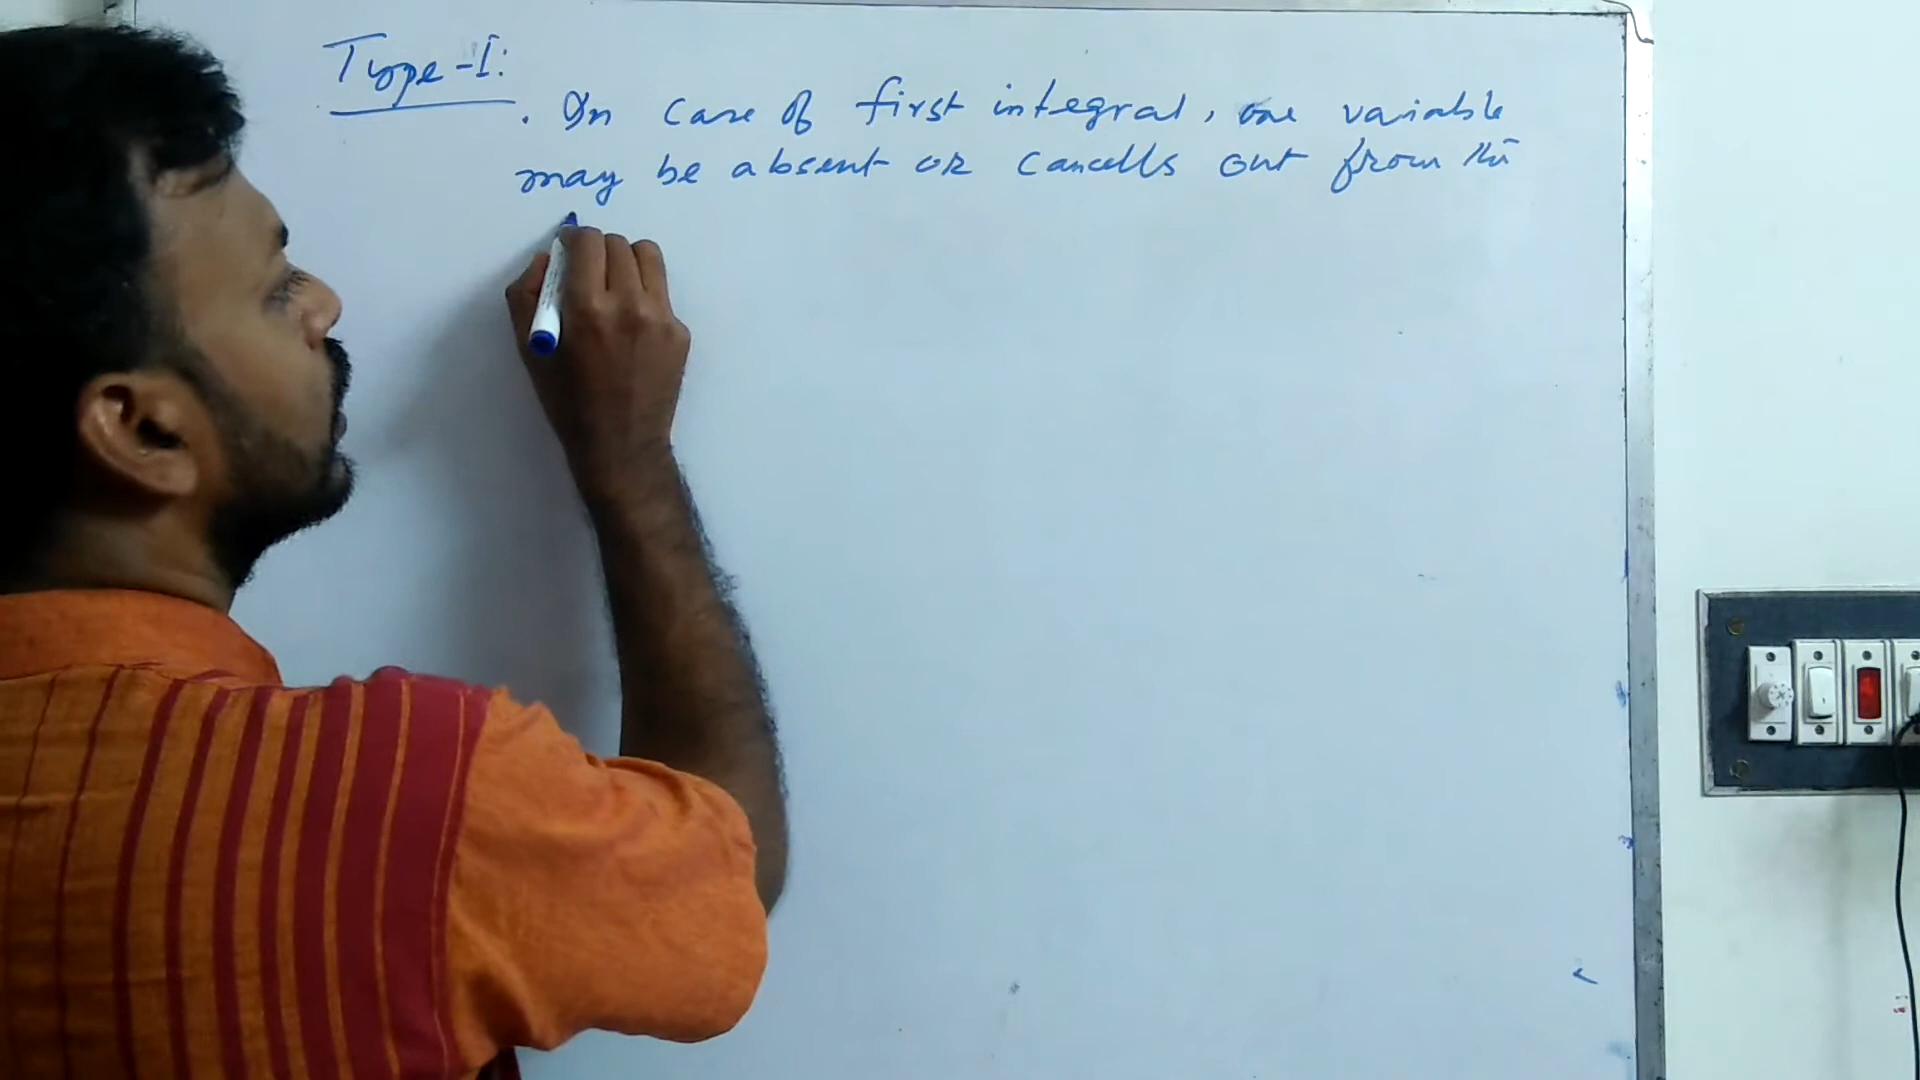 Type-I:
. In case of first integral, one variable
may be absent or cancells out from the